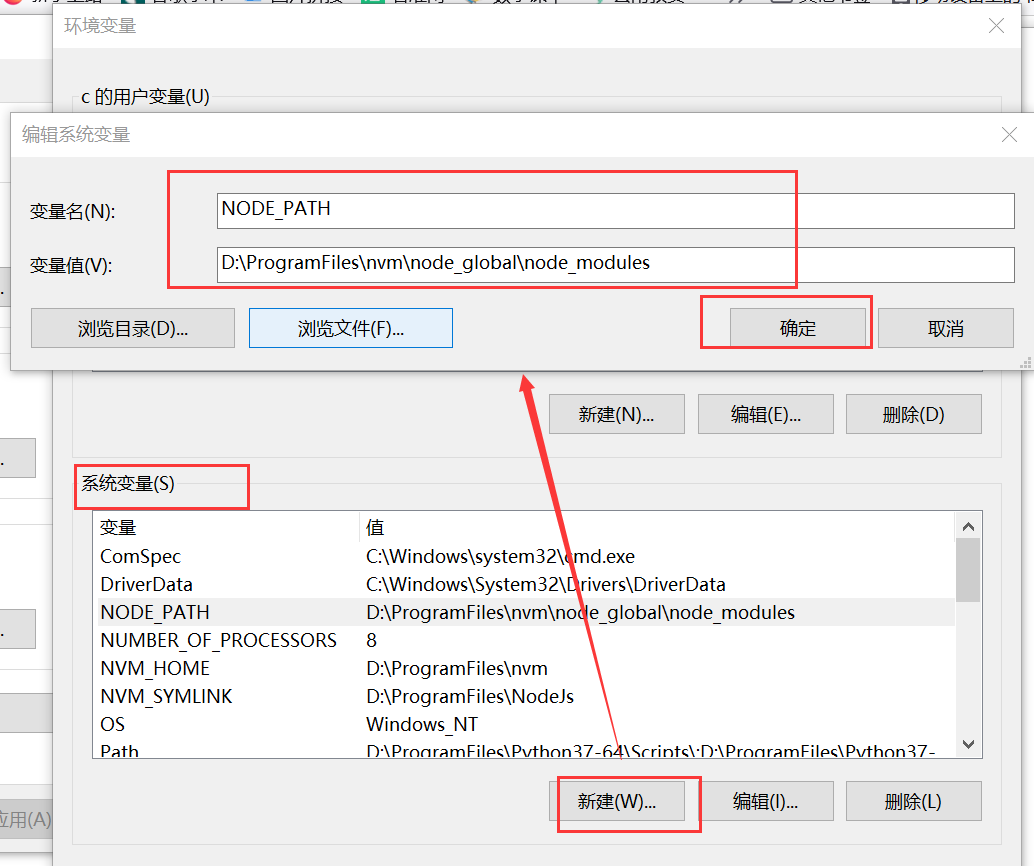 环境变量
c 的用户变量(U)
编辑系统变量
变量名(N):
NODE_PATH
变量值(V):
D:\ProgramFiles\nvm\node_global\node_modules
浏览目录(D)...
浏览文件(F)...
确定
取消
新建(N)...
编辑(E)...
删除(D)
系统变量(S)
变量 值
ComSpec C:\Windows\system32\cmd.exe
DriverData C:\Windows\System32\Drivers\DriverData
NODE_PATH D:\ProgramFiles\nvm\node_global\node_modules
NUMBER_OF_PROCESSORS 8
NVM_HOME D:\ProgramFiles\nvm
NVM_SYMLINK D:\ProgramFiles\NodeJs
OS Windows_NT
Path D:\ProgramFiles\Python37-64\Scripts\;D:\ProgramFiles\Python37-
新建(W)...
编辑(I)...
删除(L)
应用(A)